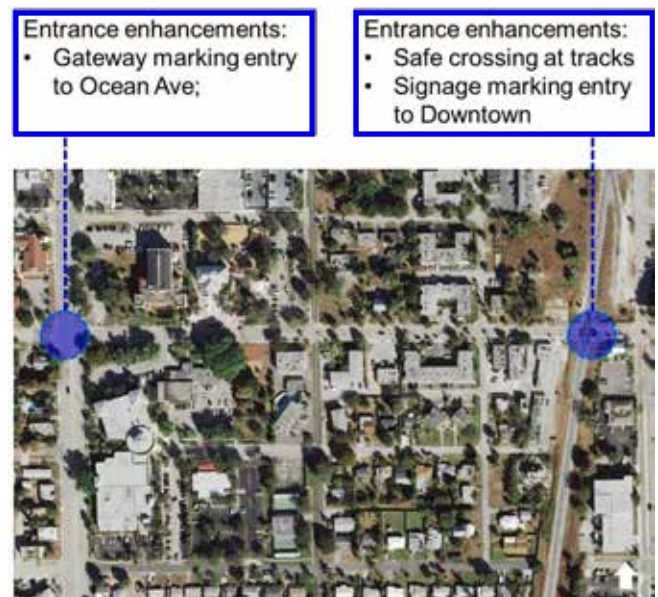 Entrance enhancements:
• Gateway marking entry
to Ocean Ave;
Entrance enhancements:
• Safe crossing at tracks
• Signage marking entry
to Downtown